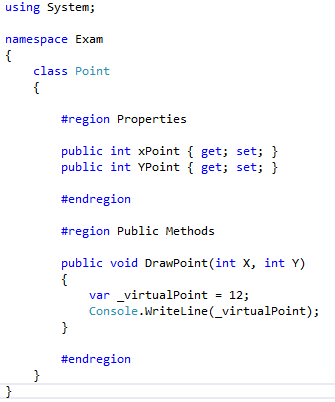 using System;
namespace Exam
{
class Point
{
#region Properties
public int xPoint { get; set; }
public int YPoint { get; set; }
#endregion
#region Public Methods
public void DrawPoint(int X, int Y)
{
var _virtualPoint = 12;
Console.WriteLine(_virtualPoint);
}
#endregion
}
}